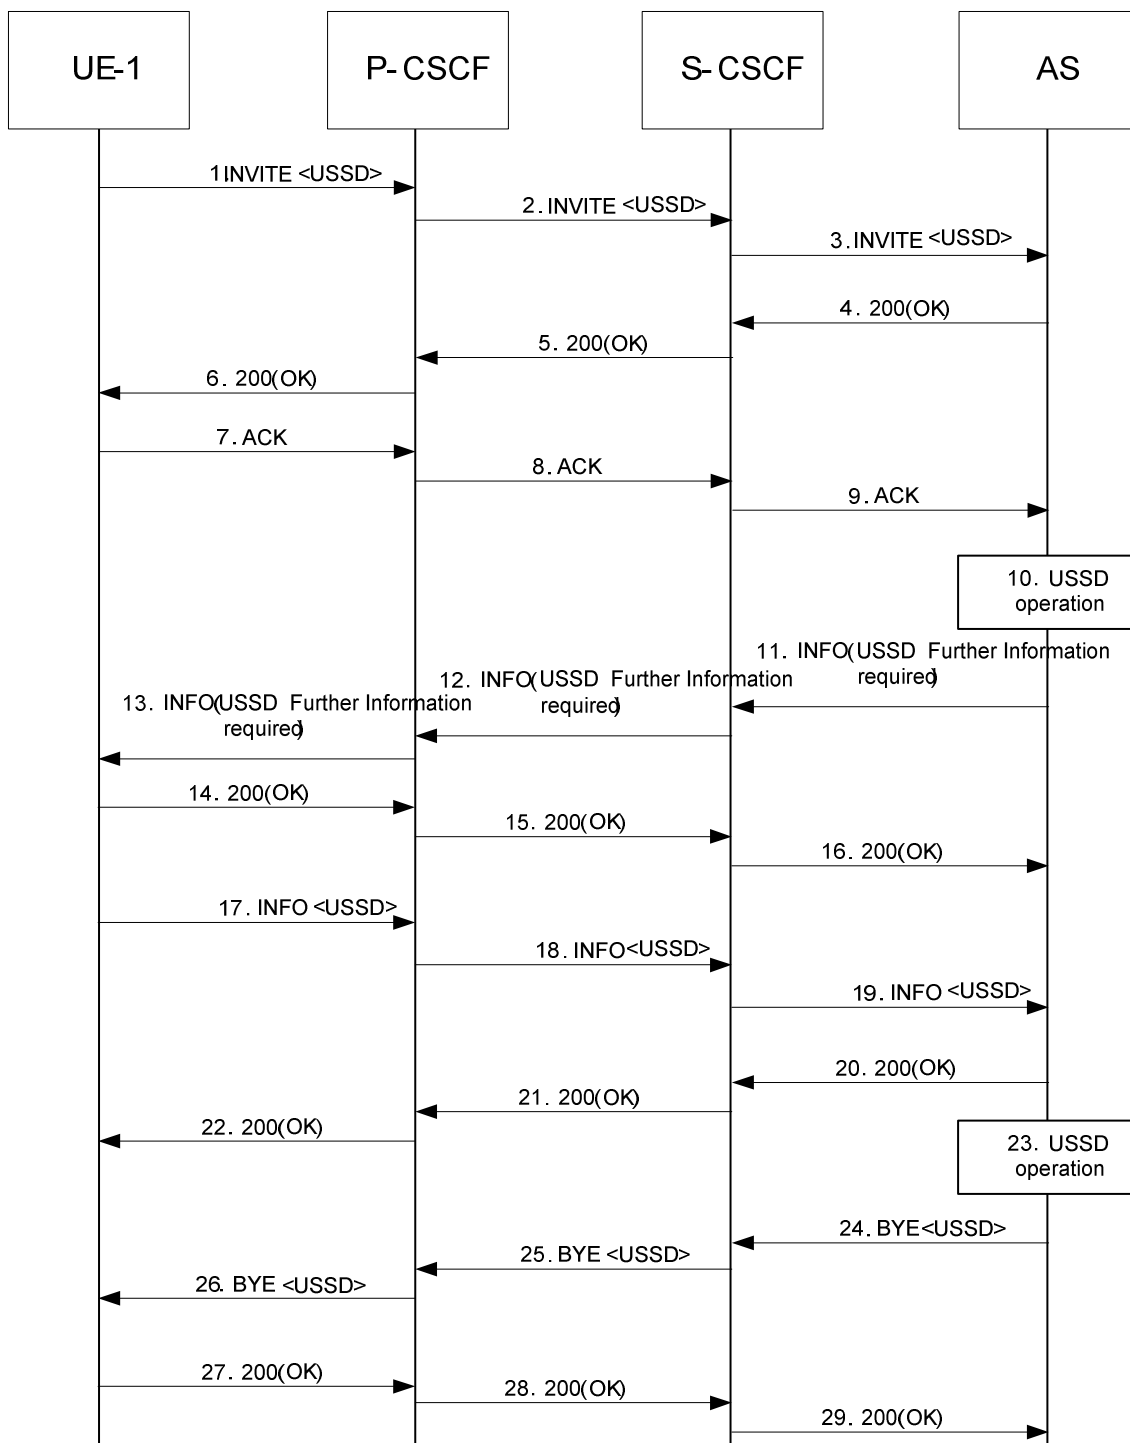 UE-1
P-CSCF
S-CSCF
AS
1.INVITE <USSD>
2. INVITE <USSD>
3. INVITE <USSD>
4. 200(OK)
5. 200(OK)
6. 200(OK)
7. ACK
8. ACK
9. ACK
10. USSD
operation
11. INFO(USSD Further Information
required)
12. INFO(USSD Further Information
required)
13. INFO(USSD Further Information
required)
14. 200(OK)
15. 200(OK)
16. 200(OK)
17. INFO <USSD>
18. INFO<USSD>
19. INFO <USSD>
20. 200(OK)
21. 200(OK)
22. 200(OK)
23. USSD
operation
24. BYE<USSD>
25. BYE <USSD>
26. BYE <USSD>
27. 200(OK)
28. 200(OK)
29. 200(OK)